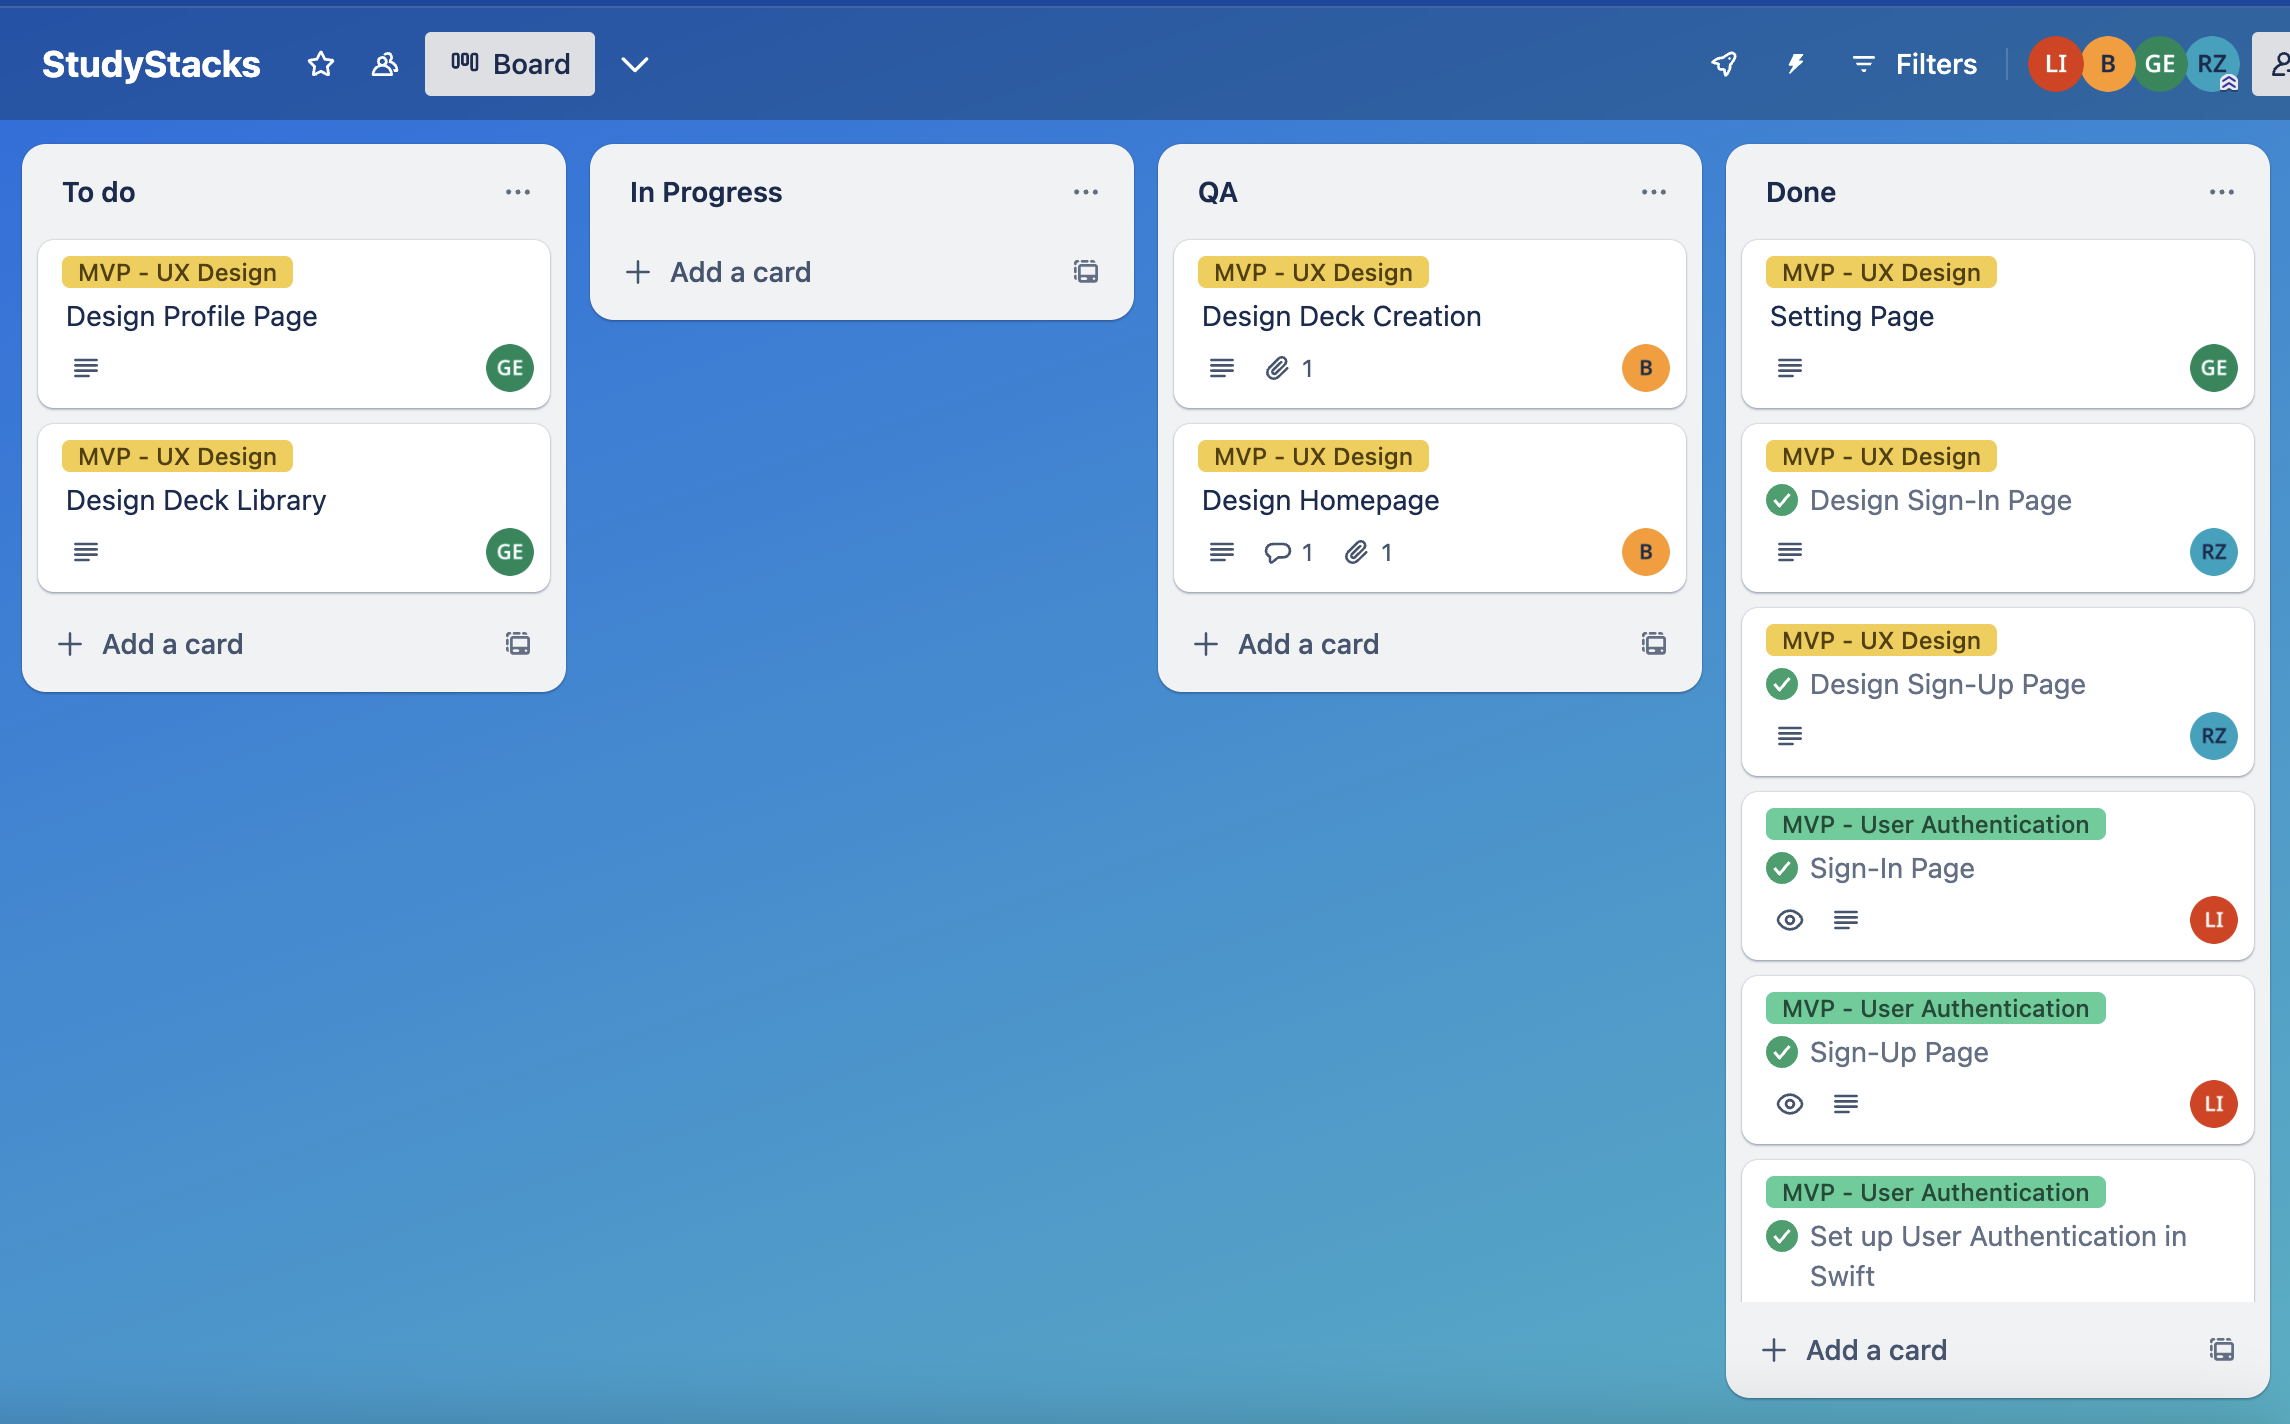 StudyStacks
Board
Filters
LI
B
GE
RZ
To do
MVP - UX Design
Design Profile Page
GE
MVP - UX Design
Design Deck Library
GE
Add a card
In Progress
Add a card
QA
MVP - UX Design
Design Deck Creation
1
B
MVP - UX Design
Design Homepage
1 1
B
Add a card
Done
MVP - UX Design
Setting Page
GE
MVP - UX Design
Design Sign-In Page
RZ
MVP - UX Design
Design Sign-Up Page
RZ
MVP - User Authentication
Sign-In Page
LI
MVP - User Authentication
Sign-Up Page
LI
MVP - User Authentication
Set up User Authentication in
Swift
Add a card